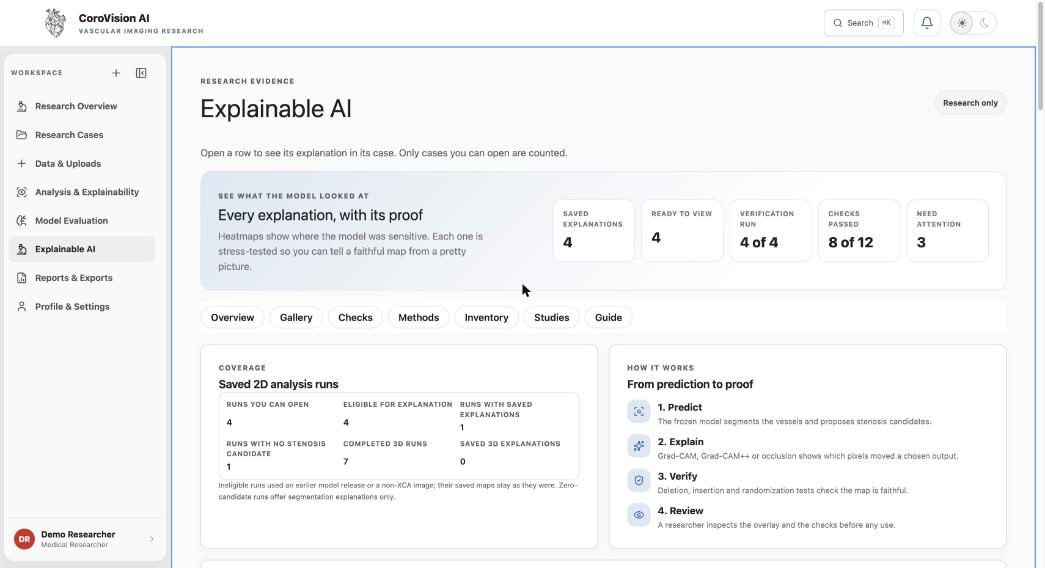 CoroVision AI
VASCULAR IMAGING RESEARCH
Search ⌘K
WORKSPACE
Research Overview
Research Cases
Data & Uploads
Analysis & Explainability
Model Evaluation
Explainable AI
Reports & Exports
Profile & Settings
DR
Demo Researcher
Medical Researcher
RESEARCH EVIDENCE
Explainable AI
Research only
Open a row to see its explanation in its case. Only cases you can open are counted.
SEE WHAT THE MODEL LOOKED AT
Every explanation, with its proof
Heatmaps show where the model was sensitive. Each one is
stress-tested so you can tell a faithful map from a pretty
picture.
SAVED
EXPLANATIONS
4
READY TO VIEW
4
VERIFICATION
RUN
4 of 4
CHECKS
PASSED
8 of 12
NEED
ATTENTION
3
Overview
Gallery
Checks
Methods
Inventory
Studies
Guide
COVERAGE
Saved 2D analysis runs
RUNS YOU CAN OPEN
4
ELIGIBLE FOR EXPLANATION
4
RUNS WITH SAVED
EXPLANATIONS
1
RUNS WITH NO STENOSIS
CANDIDATE
1
COMPLETED 3D RUNS
7
SAVED 3D EXPLANATIONS
0
Ineligible runs used an earlier model release or a non-XCA image; their saved maps stay as they were. Zero-
candidate runs offer segmentation explanations only.
HOW IT WORKS
From prediction to proof
1. Predict
The frozen model segments the vessels and proposes stenosis candidates.
2. Explain
Grad-CAM, Grad-CAM++ or occlusion shows which pixels moved a chosen output.
3. Verify
Deletion, insertion and randomization tests check the map is faithful.
4. Review
A researcher inspects the overlay and the checks before any use.